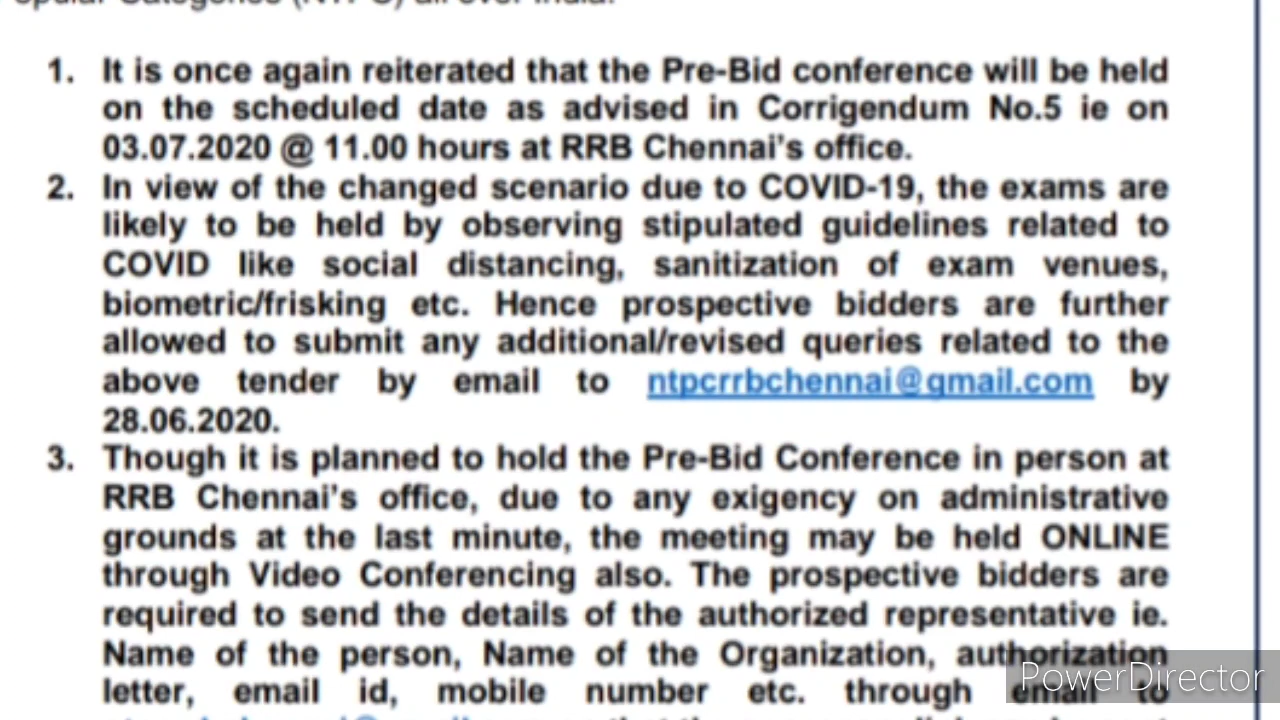 all over India.
1. It is once again reiterated that the Pre-Bid conference will be held
on the scheduled date as advised in Corrigendum No.5 ie on
03.07.2020 @ 11.00 hours at RRB Chennai's office.
2. In view of the changed scenario due to COVID-19, the exams are
likely to be held by observing stipulated guidelines related to
COVID like social distancing, sanitization of exam venues,
biometric/frisking etc. Hence prospective bidders are further
allowed to submit any additional/revised queries related to the
above tender by email to ntpcrrbchennai@gmail.com by
28.06.2020.
3. Though it is planned to hold the Pre-Bid Conference in person at
RRB Chennai's office, due to any exigency on administrative
grounds at the last minute, the meeting may be held ONLINE
through Video Conferencing also. The prospective bidders are
required to send the details of the authorized representative ie.
Name of the person, Name of the Organization, authorization
letter, email id, mobile number etc. through email to
PowerDirector